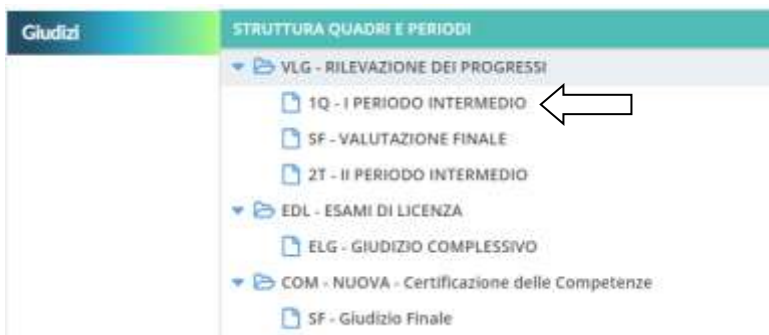 Giudizi
STRUTTURA QUADRI E PERIODI
VLG - RILEVAZIONE DEI PROGRESSI
1Q - I PERIODO INTERMEDIO
SF - VALUTAZIONE FINALE
2T - II PERIODO INTERMEDIO
EDL - ESAMI DI LICENZA
ELG - GIUDIZIO COMPLESSIVO
COM - NUOVA - Certificazione delle Competenze
SF - Giudizio Finale